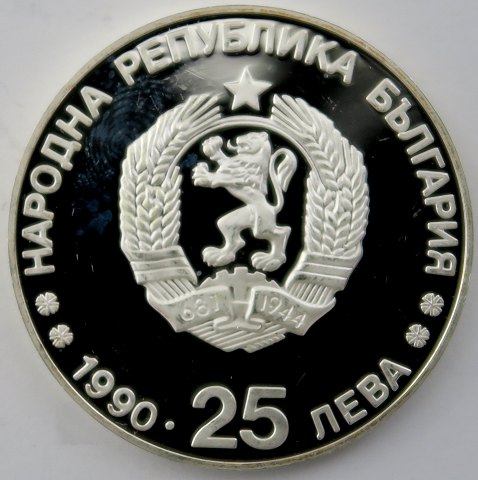 НАРОДНА РЕПУБЛИКА БЪЛГАРИЯ
681 1944
1990 · 25 ЛЕВА